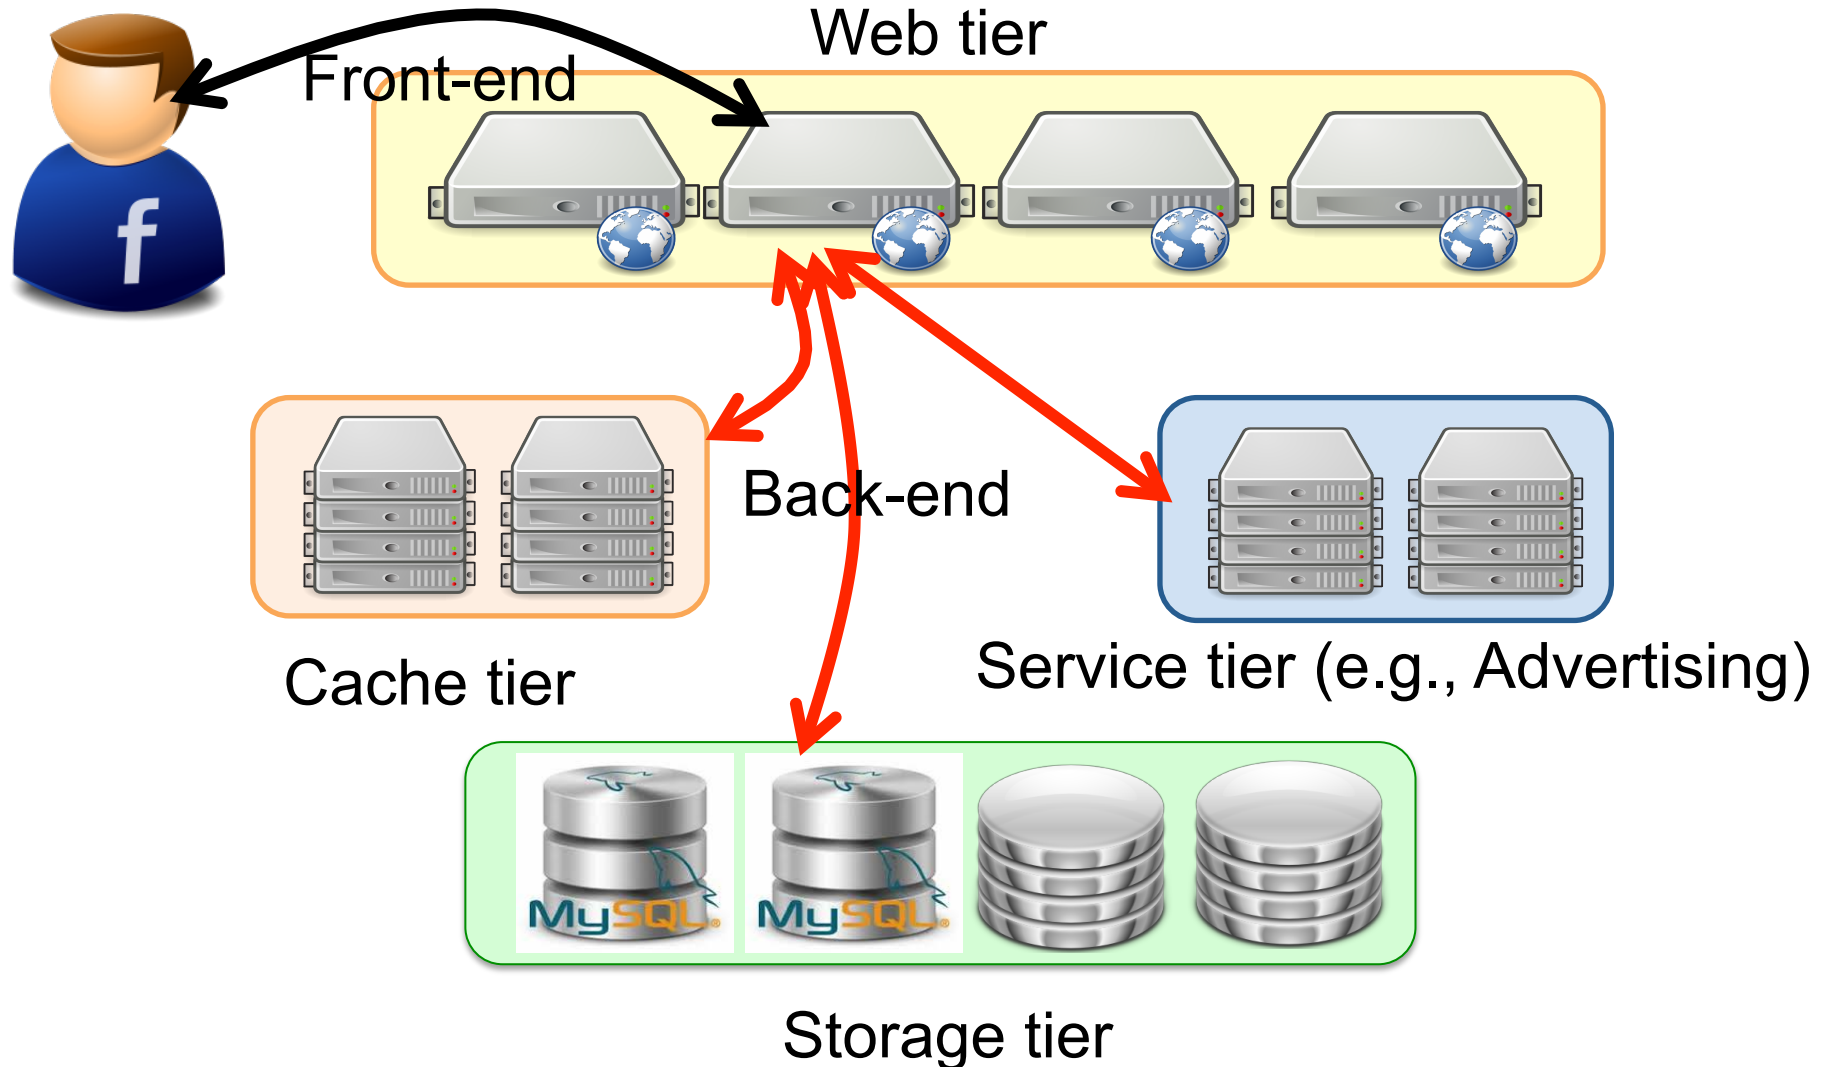 Web tier
Front-end
f
Back-end
Cache tier
Service tier (e.g., Advertising)
MySQL®
MySQL®
Storage tier